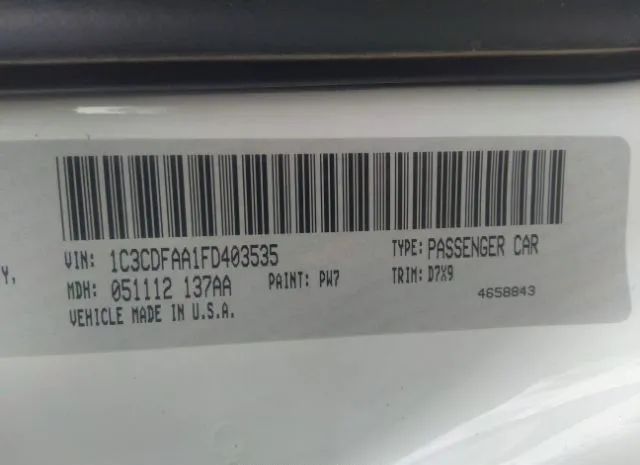 VIN: 1C3CDFAA1FD403535 TYPE: PASSENGER CAR
Y,
MDH: 051112 137AA PAINT: PW7 TRIM: D7X9
VEHICLE MADE IN U.S.A. 4658843